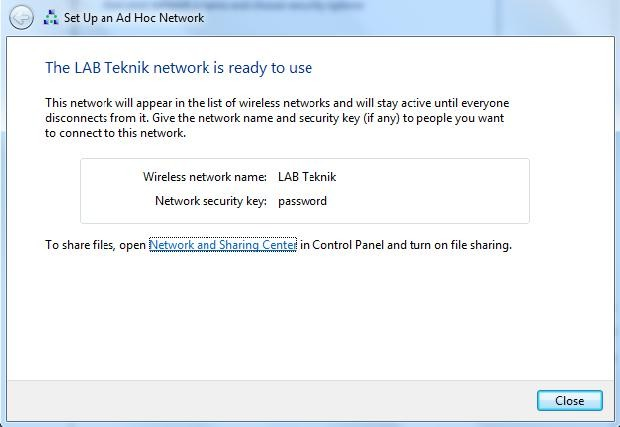 Set Up an Ad Hoc Network
The LAB Teknik network is ready to use
This network will appear in the list of wireless networks and will stay active until everyone
disconnects from it. Give the network name and security key (if any) to people you want
to connect to this network.
Wireless network name: LAB Teknik
Network security key: password
To share files, open Network and Sharing Center in Control Panel and turn on file sharing.
Close